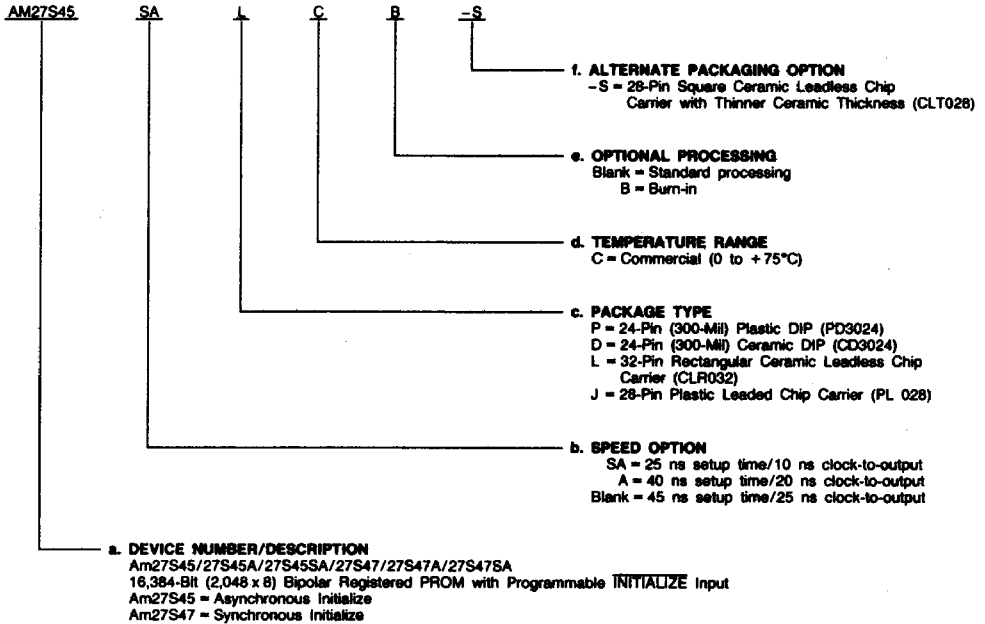 AM27S45 SA L C B -S
f. ALTERNATE PACKAGING OPTION
-S = 28-Pin Square Ceramic Leadless Chip
Carrier with Thinner Ceramic Thickness (CLT028)
e. OPTIONAL PROCESSING
Blank = Standard processing
B = Burn-in
d. TEMPERATURE RANGE
C = Commercial (0 to +75°C)
c. PACKAGE TYPE
P = 24-Pin (300-Mil) Plastic DIP (PD3024)
D = 24-Pin (300-Mil) Ceramic DIP (CD3024)
L = 32-Pin Rectangular Ceramic Leadless Chip
Carrier (CLR032)
J = 28-Pin Plastic Leaded Chip Carrier (PL 028)
b. SPEED OPTION
SA = 25 ns setup time/10 ns clock-to-output
A = 40 ns setup time/20 ns clock-to-output
Blank = 45 ns setup time/25 ns clock-to-output
a. DEVICE NUMBER/DESCRIPTION
Am27S45/27S45A/27S45SA/27S47/27S47A/27S47SA
16,384-Bit (2,048 x 8) Bipolar Registered PROM with Programmable INITIALIZE Input
Am27S45 = Asynchronous Initialize
Am27S47 = Synchronous Initialize